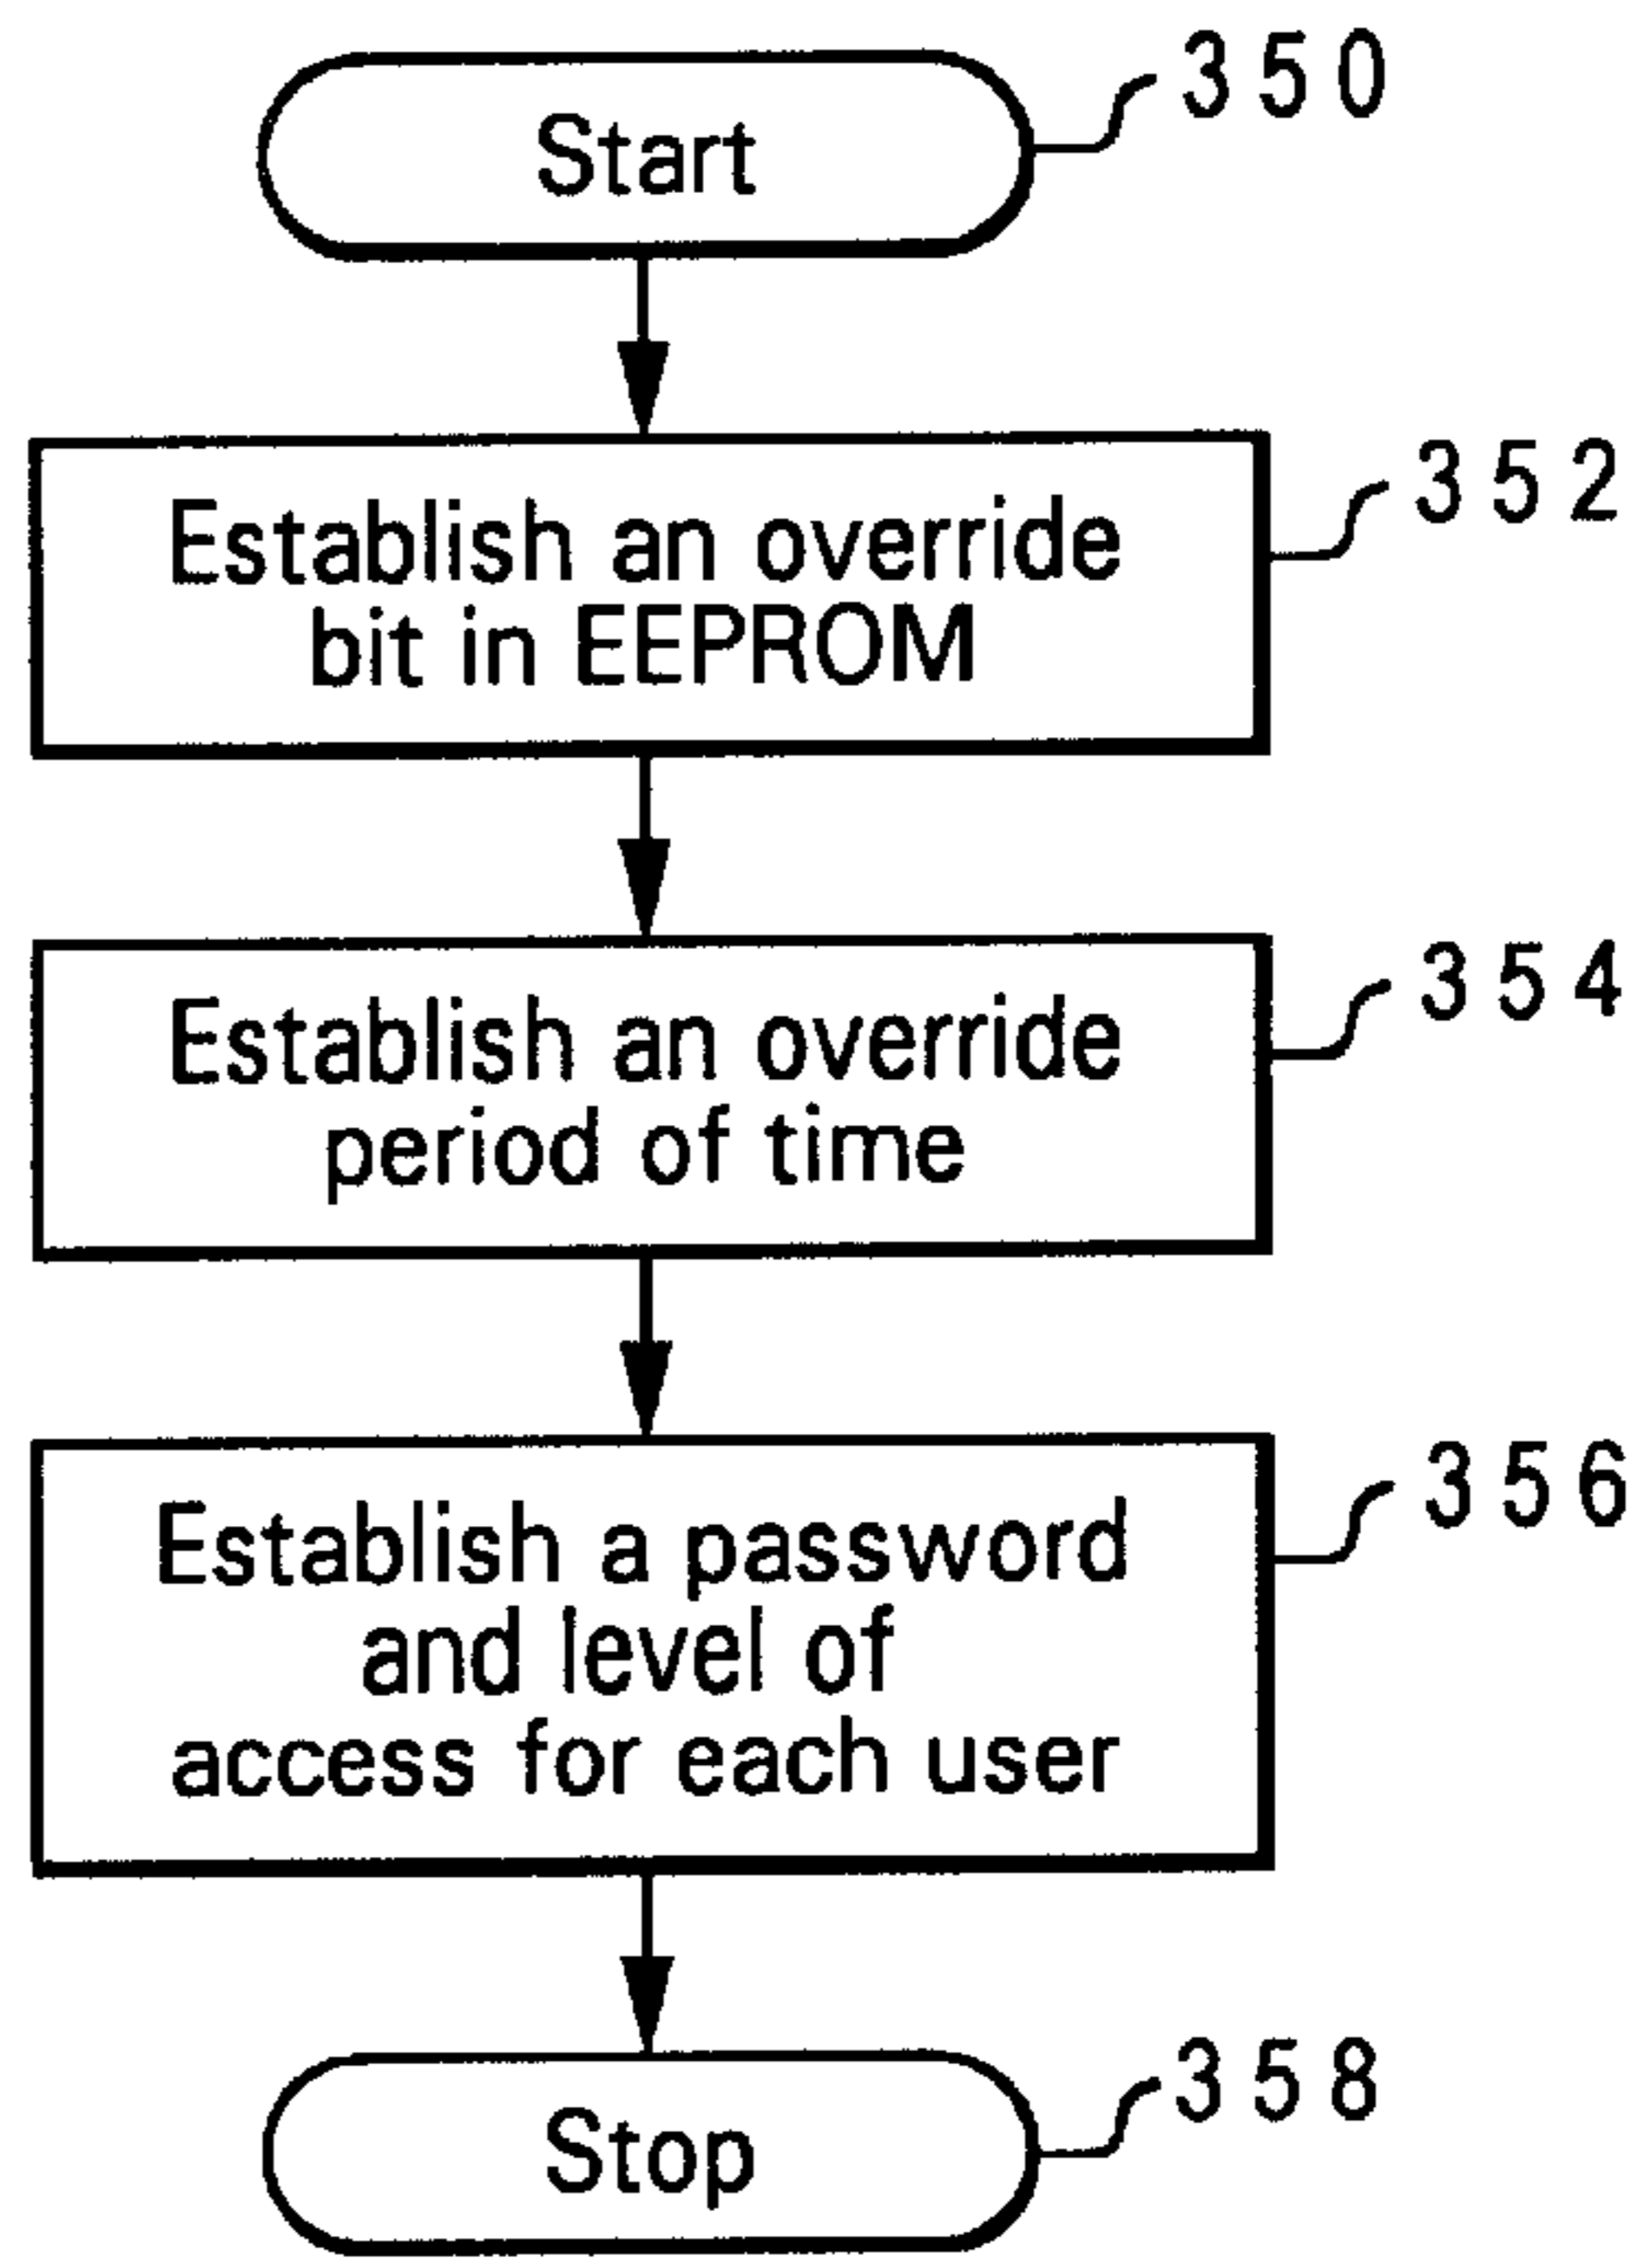 Start
350
Establish an override
bit in EEPROM
352
Establish an override
period of time
354
Establish a password
and level of
access for each user
356
Stop
358